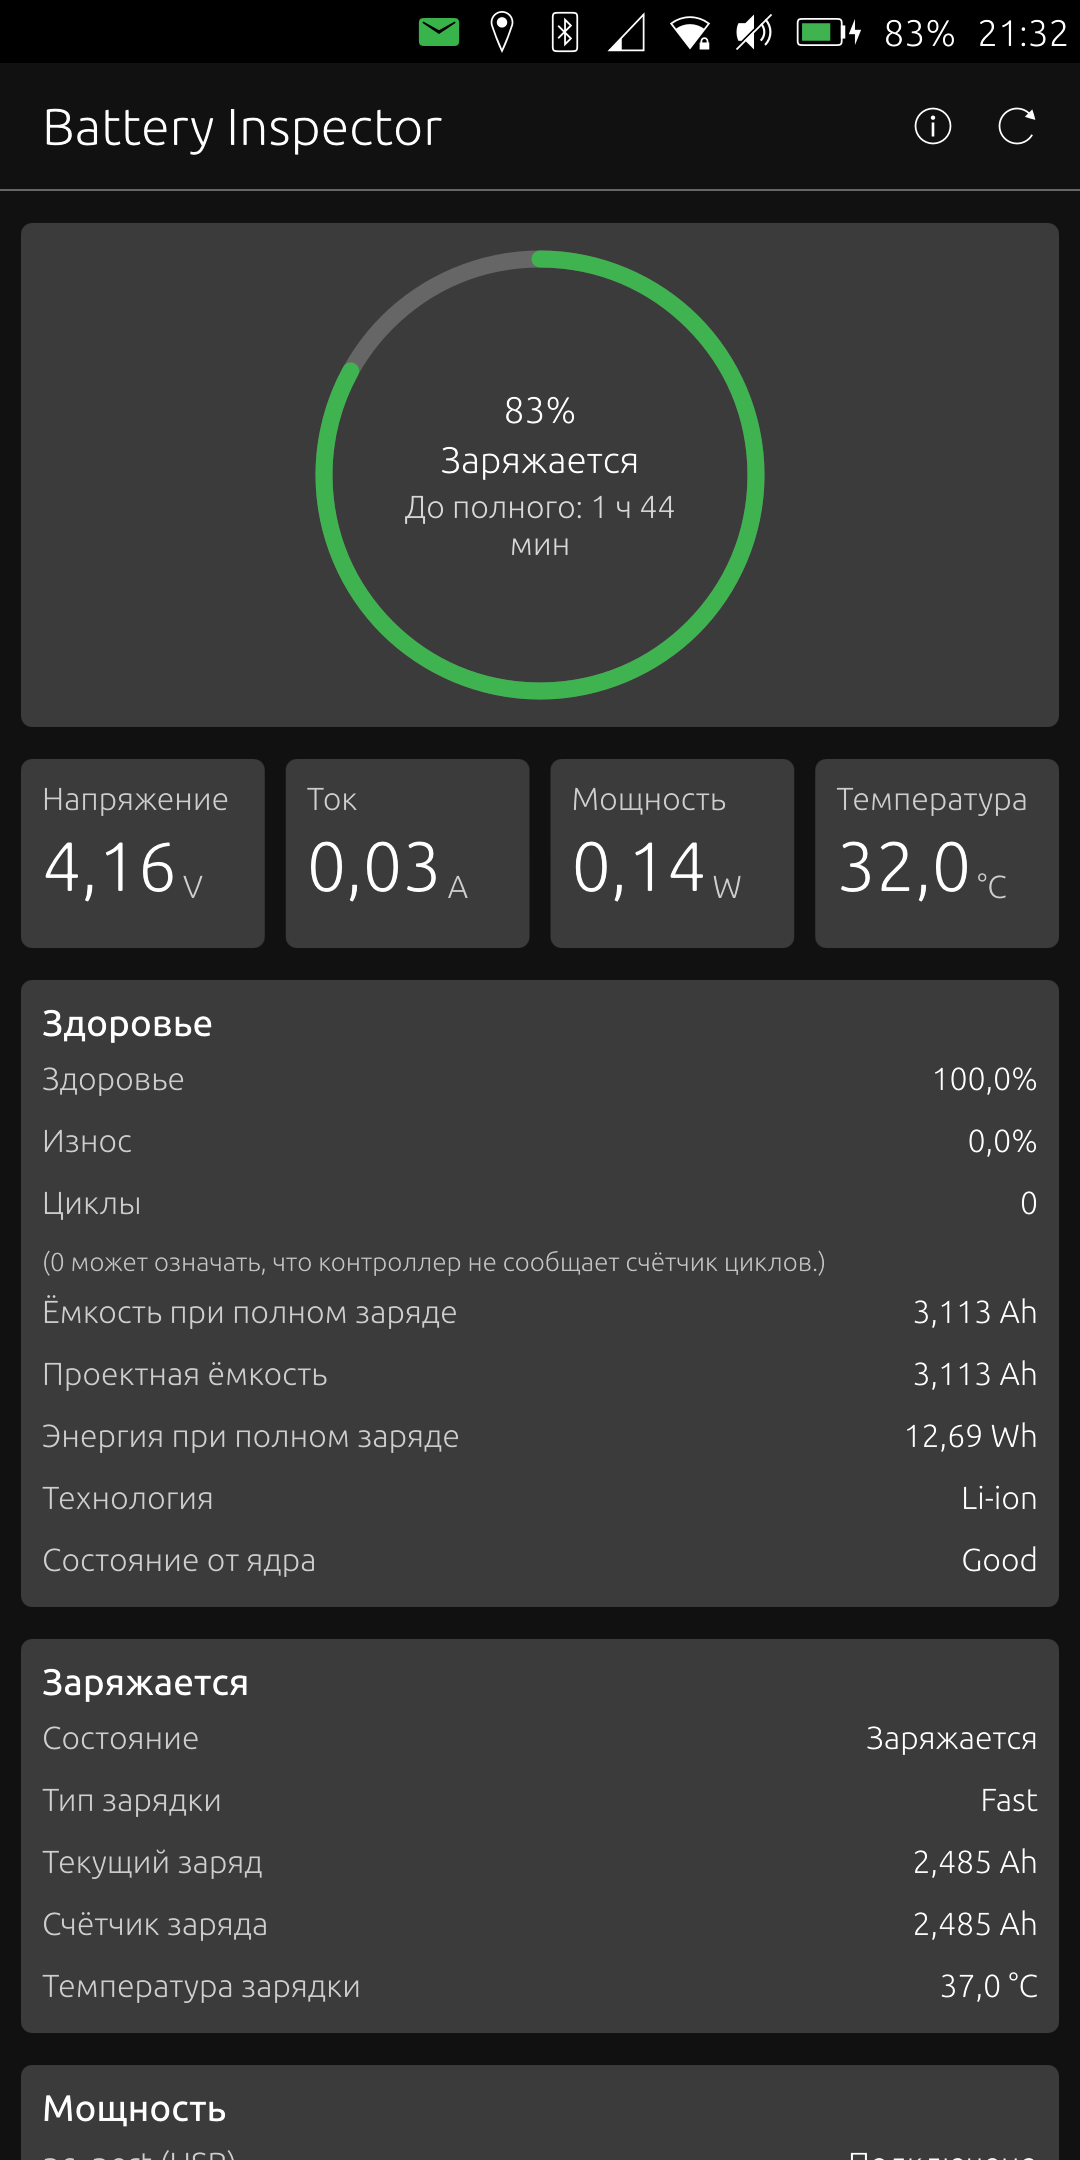 83% 21:32
Battery Inspector
83%
Заряжается
До полного: 1 ч 44
мин
Напряжение Ток Мощность Температура
4,16 V 0,03 A 0,14 W 32,0 °C
Здоровье
Здоровье 100,0%
Износ 0,0%
Циклы 0
(0 может означать, что контроллер не сообщает счётчик циклов.)
Ёмкость при полном заряде 3,113 Ah
Проектная ёмкость 3,113 Ah
Энергия при полном заряде 12,69 Wh
Технология Li-ion
Состояние от ядра Good
Заряжается
Состояние Заряжается
Тип зарядки Fast
Текущий заряд 2,485 Ah
Счётчик заряда 2,485 Ah
Температура зарядки 37,0 °C
Мощность
(USB) Подключено